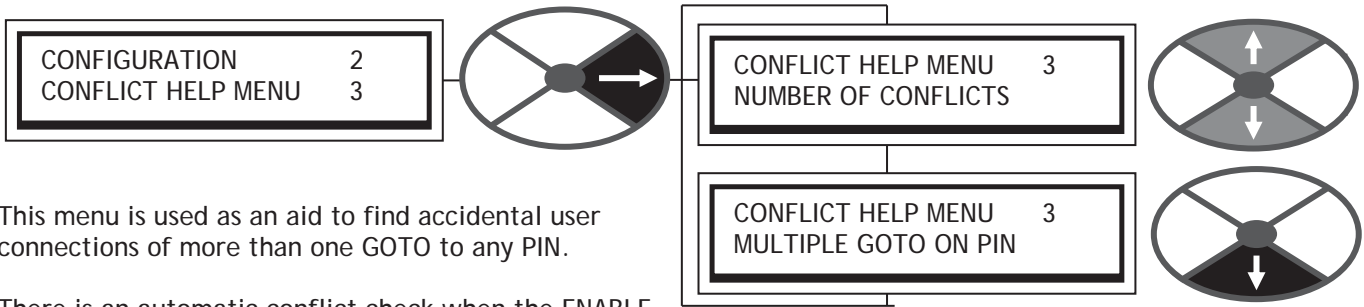 CONFIGURATION 2
CONFLICT HELP MENU 3
CONFLICT HELP MENU 3
NUMBER OF CONFLICTS
CONFLICT HELP MENU 3
MULTIPLE GOTO ON PIN
This menu is used as an aid to find accidental user
connections of more than one GOTO to any PIN.
There is an automatic conflict check when the ENABLE